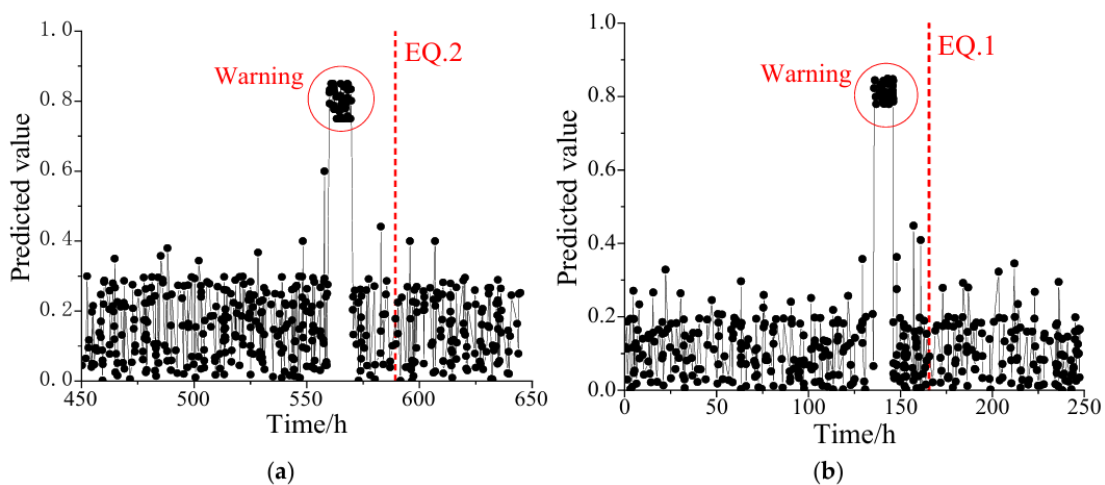 1. 0
0. 8
0. 6
0. 4
0. 2
0. 0
Predicted value
Warning
EQ.2
450
500
550
600
650
Time/h
(a)
1.0
0.8
0.6
0.4
0.2
0.0
Predicted value
Warning
EQ.1
0
50
100
150
200
250
Time/h
(b)